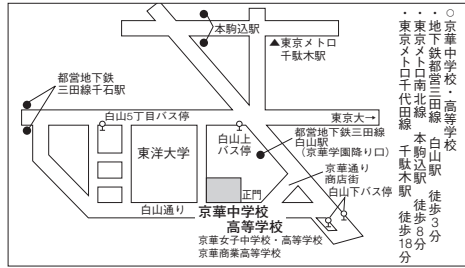 ○京華中学校・高等学校
・地下鉄都営三田線 白山駅 徒歩3分
・東京メトロ南北線 本駒込駅 徒歩8分
・東京メトロ千代田線 千駄木駅 徒歩18分
本駒込駅
▲東京メトロ
千駄木駅
都営地下鉄
三田線千石駅
白山5丁目バス停
東京大→
東洋大学
白山上
バス停
都営地下鉄三田線
白山駅
(京華学園降り口)
京華通り
商店街
白山下バス停
正門
白山通り
京華中学校
高等学校
京華女子中学校・高等学校
京華商業高等学校